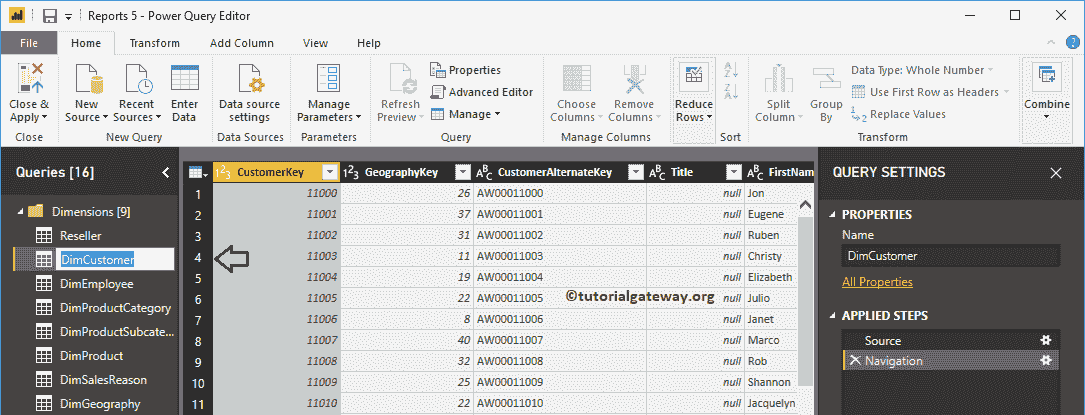 Reports 5 - Power Query Editor
File Home Transform Add Column View Help
Close & Apply
New Source
Recent Sources
Enter Data
Data source settings
Manage Parameters
Refresh Preview
Properties
Advanced Editor
Manage
Choose Columns
Remove Columns
Reduce Rows
Split Column
Group By
Data Type: Whole Number
Use First Row as Headers
Replace Values
Combine
Close New Query Data Sources Parameters Query Manage Columns Sort Transform
Queries [16]
Dimensions [9]
Reseller
DimCustomer
DimEmployee
DimProductCategory
DimProductSubcate...
DimProduct
DimSalesReason
DimGeography
CustomerKey GeographyKey CustomerAlternateKey Title FirstNam
1 11000 26 AW00011000 null Jon
2 11001 37 AW00011001 null Eugene
3 11002 31 AW00011002 null Ruben
4 11003 11 AW00011003 null Christy
5 11004 19 AW00011004 null Elizabeth
6 11005 22 AW00011005 null Julio
7 11006 8 AW00011006 null Janet
8 11007 40 AW00011007 null Marco
9 11008 32 AW00011008 null Rob
10 11009 25 AW00011009 null Shannon
11 11010 22 AW00011010 null Jacquelyn
©tutorialgateway.org
QUERY SETTINGS
PROPERTIES
Name
DimCustomer
All Properties
APPLIED STEPS
Source
Navigation